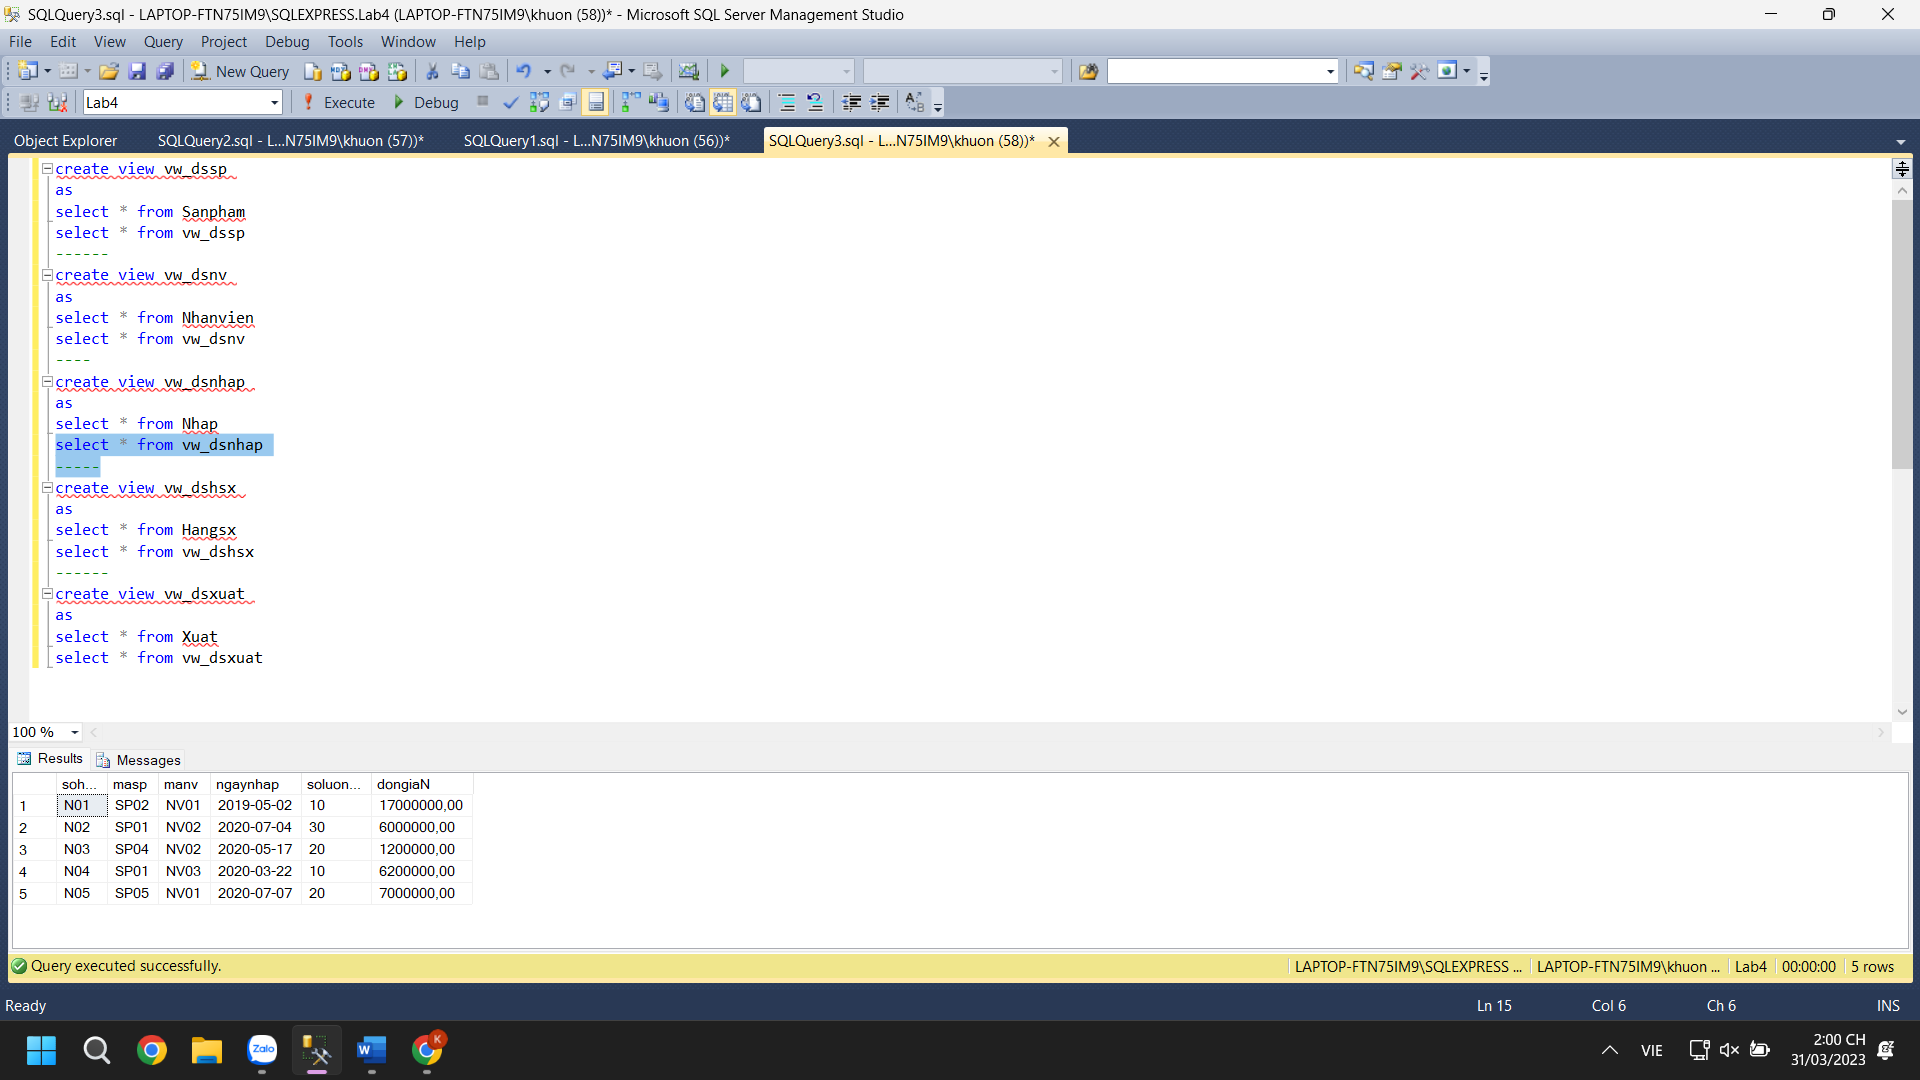 SQLQuery3.sql - LAPTOP-FTN75IM9\SQLEXPRESS.Lab4 (LAPTOP-FTN75IM9\khuon (58))* - Microsoft SQL Server Management Studio
File Edit View Query Project Debug Tools Window Help
New Query
Lab4 Execute Debug
Object Explorer SQLQuery2.sql - L...N75IM9\khuon (57))* SQLQuery1.sql - L...N75IM9\khuon (56))* SQLQuery3.sql - L...N75IM9\khuon (58))*
create view vw_dssp
as
select * from Sanpham
select * from vw_dssp
------
create view vw_dsnv
as
select * from Nhanvien
select * from vw_dsnv
----
create view vw_dsnhap
as
select * from Nhap
select * from vw_dsnhap
-----
create view vw_dshsx
as
select * from Hangsx
select * from vw_dshsx
------
create view vw_dsxuat
as
select * from Xuat
select * from vw_dsxuat
100 %
Results Messages
soh... masp manv ngaynhap soluon... dongiaN
1 N01 SP02 NV01 2019-05-02 10 17000000,00
2 N02 SP01 NV02 2020-07-04 30 6000000,00
3 N03 SP04 NV02 2020-05-17 20 1200000,00
4 N04 SP01 NV03 2020-03-22 10 6200000,00
5 N05 SP05 NV01 2020-07-07 20 7000000,00
Query executed successfully. LAPTOP-FTN75IM9\SQLEXPRESS ... LAPTOP-FTN75IM9\khuon ... Lab4 00:00:00 5 rows
Ready Ln 15 Col 6 Ch 6 INS
Zalo W K VIE 2:00 CH
31/03/2023